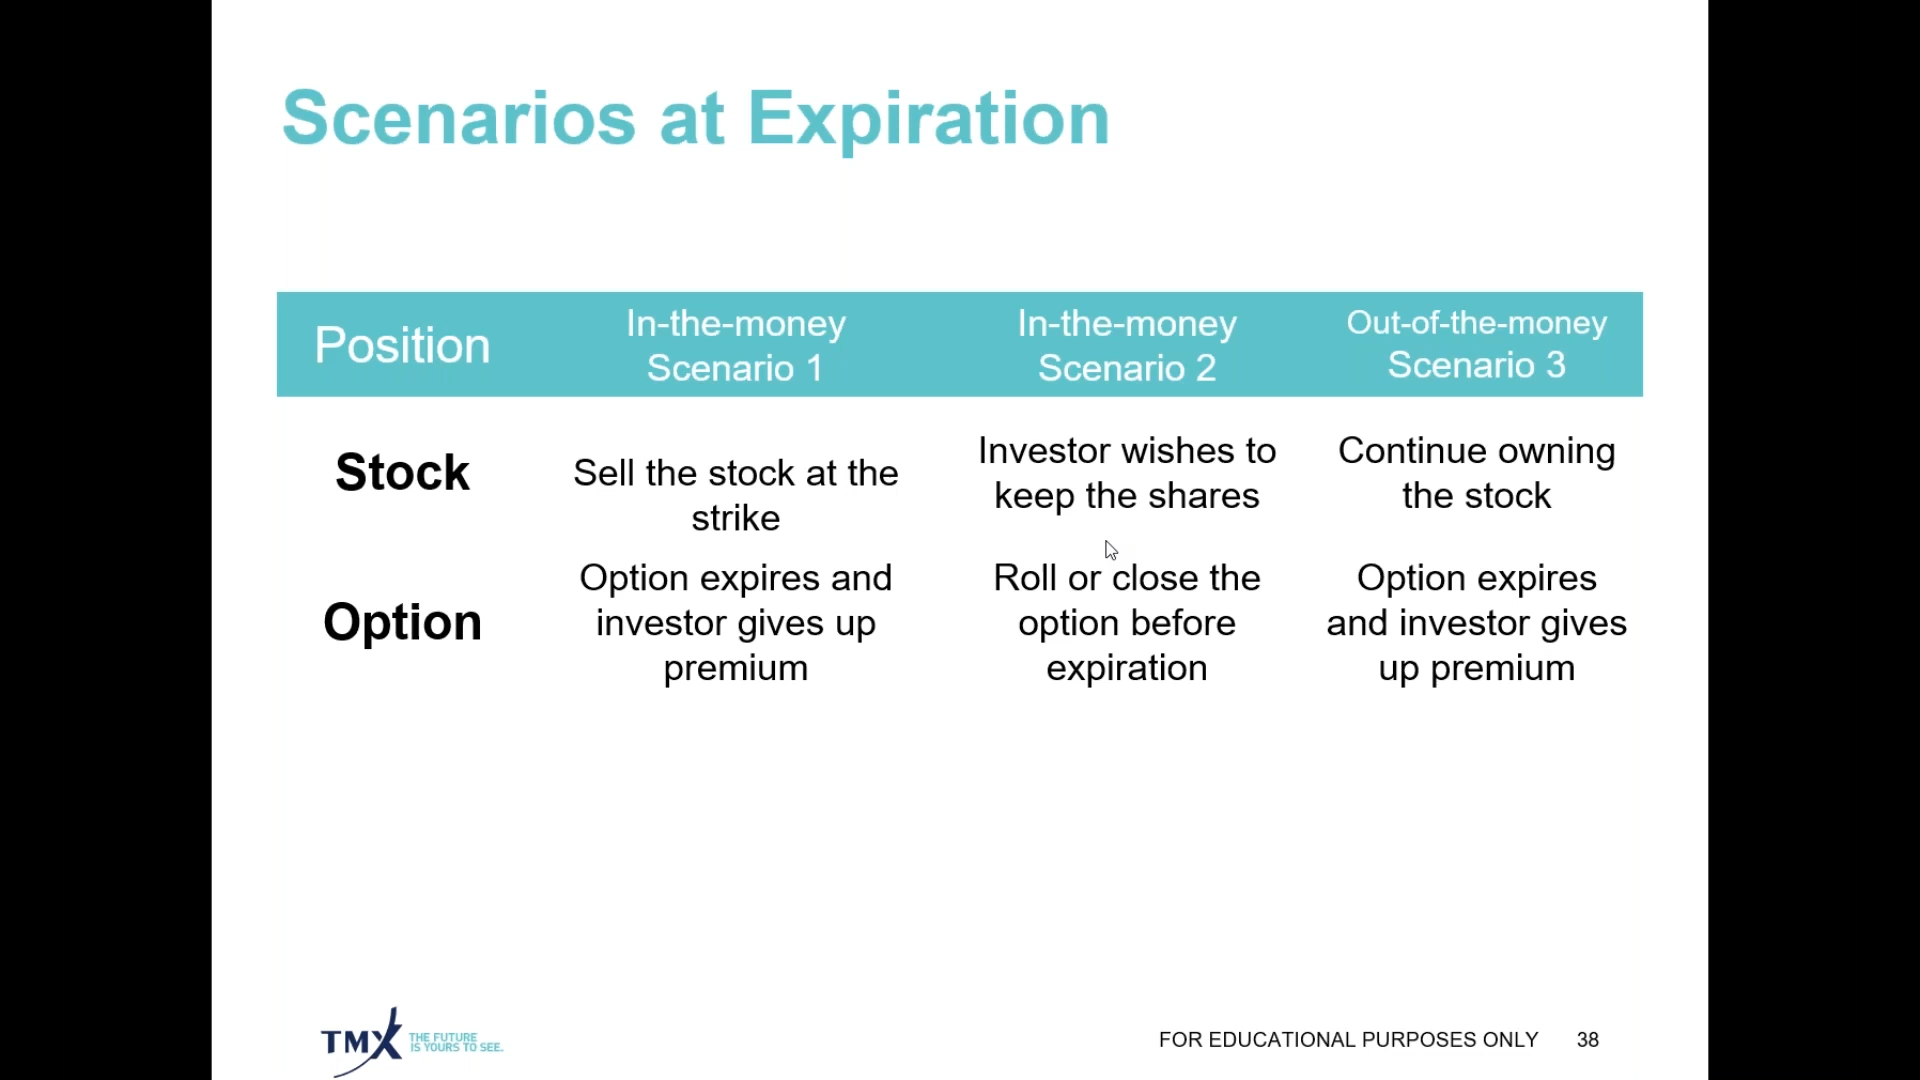 Scenarios at Expiration
Position
In-the-money
Scenario 1
In-the-money
Scenario 2
Out-of-the-money
Scenario 3
Stock
Sell the stock at the
strike
Investor wishes to
keep the shares
Continue owning
the stock
Option
Option expires and
investor gives up
premium
Roll or close the
option before
expiration
Option expires
and investor gives
up premium
TMX
THE FUTURE
IS YOURS TO SEE.
FOR EDUCATIONAL PURPOSES ONLY
38